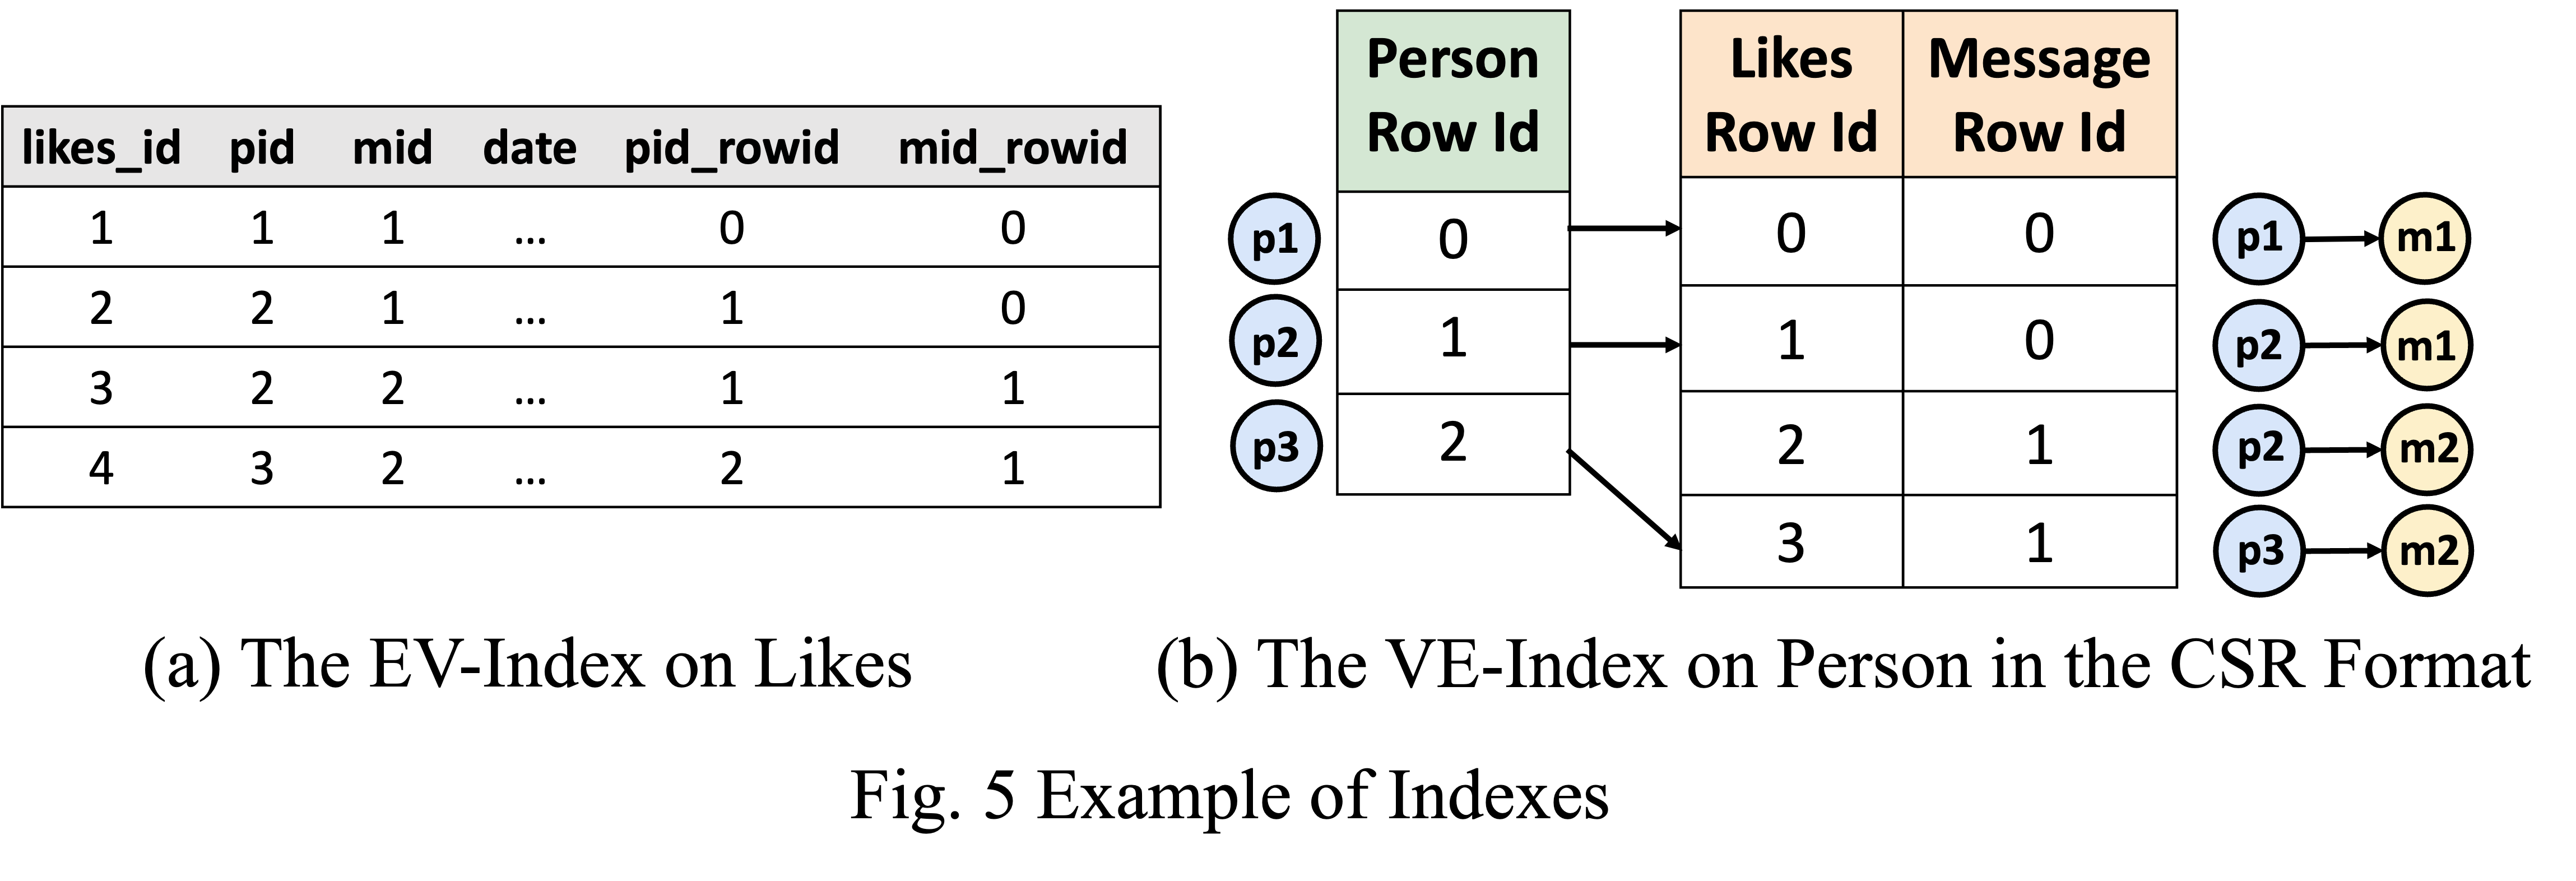 likes_id pid mid date pid_rowid mid_rowid
1 1 1 ... 0 0
2 2 1 ... 1 0
3 2 2 ... 1 1
4 3 2 ... 2 1
(a) The EV-Index on Likes
Person Row Id
Likes Row Id
Message Row Id
p1 0 0 0 p1 m1
p2 1 1 0 p2 m1
p3 2 2 1 p2 m2
3 1 p3 m2
(b) The VE-Index on Person in the CSR Format
Fig. 5 Example of Indexes